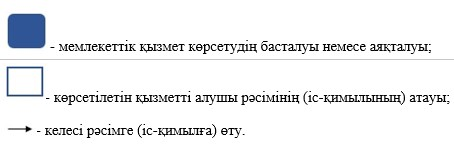 - мемлекеттік қызмет көрсетудің басталуы немесе аяқталуы;
- көрсетілетін қызметті алушы рәсімінің (іс-қимылының) атауы;
- келесі рәсімге (іс-қимылға) өту.